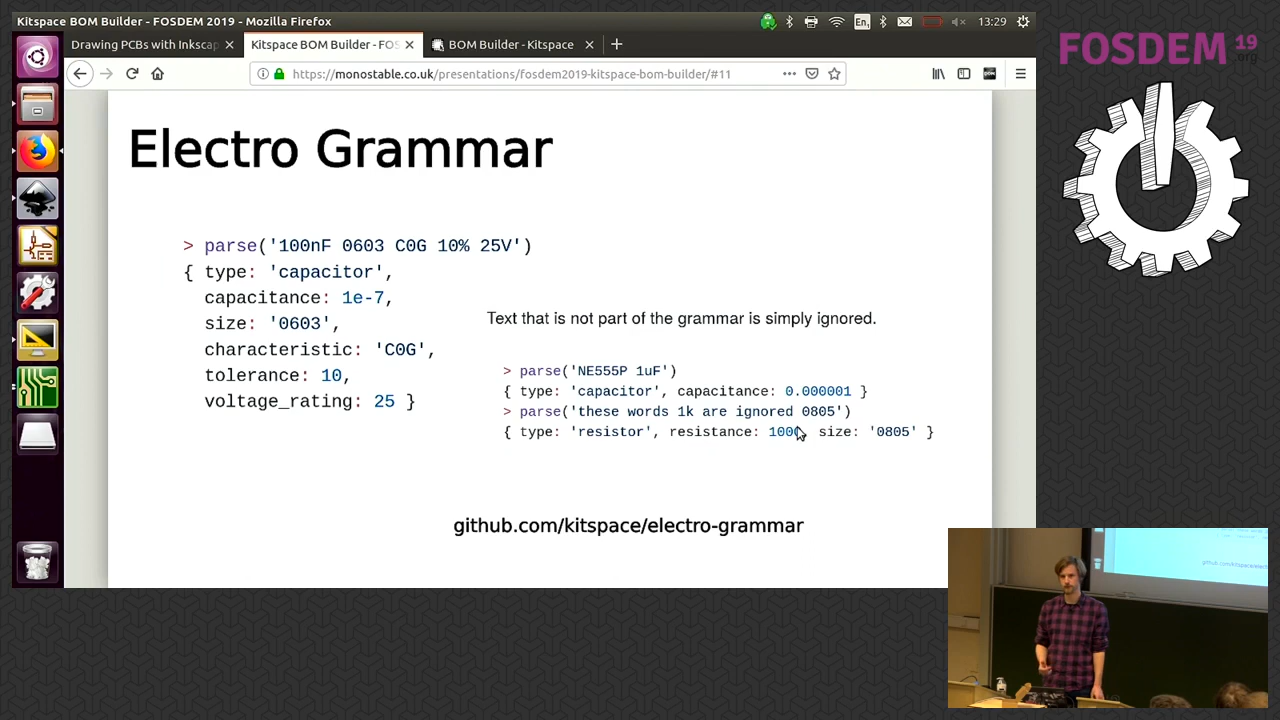 Kitspace BOM Builder - FOSDEM 2019 - Mozilla Firefox
En
13:29
Drawing PCBs with Inkscap
Kitspace BOM Builder - FOS
BOM Builder - Kitspace
https://monostable.co.uk/presentations/fosdem2019-kitspace-bom-builder/#11
FOSDEM 19
.org
Electro Grammar
> parse('100nF 0603 C0G 10% 25V')
{ type: 'capacitor',
capacitance: 1e-7,
size: '0603',
characteristic: 'C0G',
tolerance: 10,
voltage_rating: 25 }
Text that is not part of the grammar is simply ignored.
> parse('NE555P 1uF')
{ type: 'capacitor', capacitance: 0.000001 }
> parse('these words 1k are ignored 0805')
{ type: 'resistor', resistance: 1000, size: '0805' }
github.com/kitspace/electro-grammar